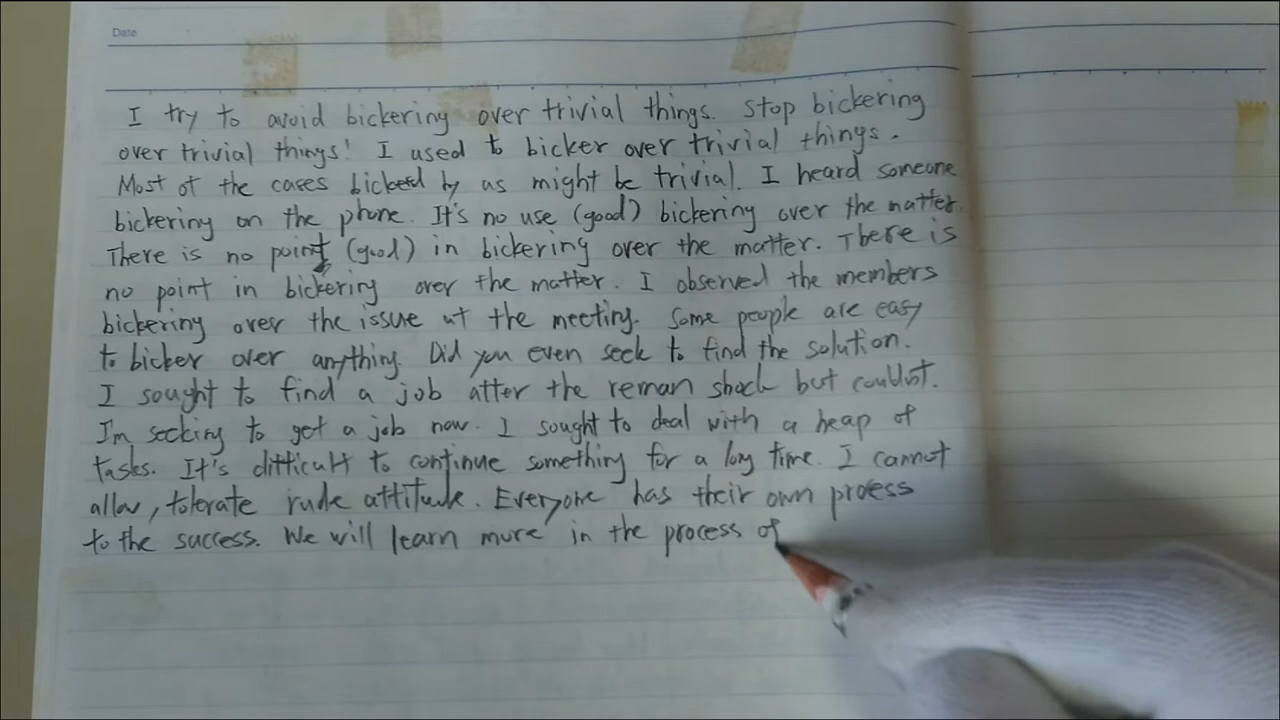 Date
I try to avoid bickering over trivial things. Stop bickering
over trivial things! I used to bicker over trivial things.
Most of the cases bickered by us might be trivial. I heard someone
bickering on the phone. It's no use (good) bickering over the matter.
There is no point (good) in bickering over the matter. There is
no point in bickering over the matter. I observed the members
bickering over the issue at the meeting. Some people are easy
to bicker over anything. Did you even seek to find the solution.
I sought to find a job after the reman shock but couldn't.
I'm seeking to get a job now. I sought to deal with a heap of
tasks. It's difficult to continue something for a long time. I cannot
allow, tolerate rude attitude. Everyone has their own process
to the success. We will learn more in the process of